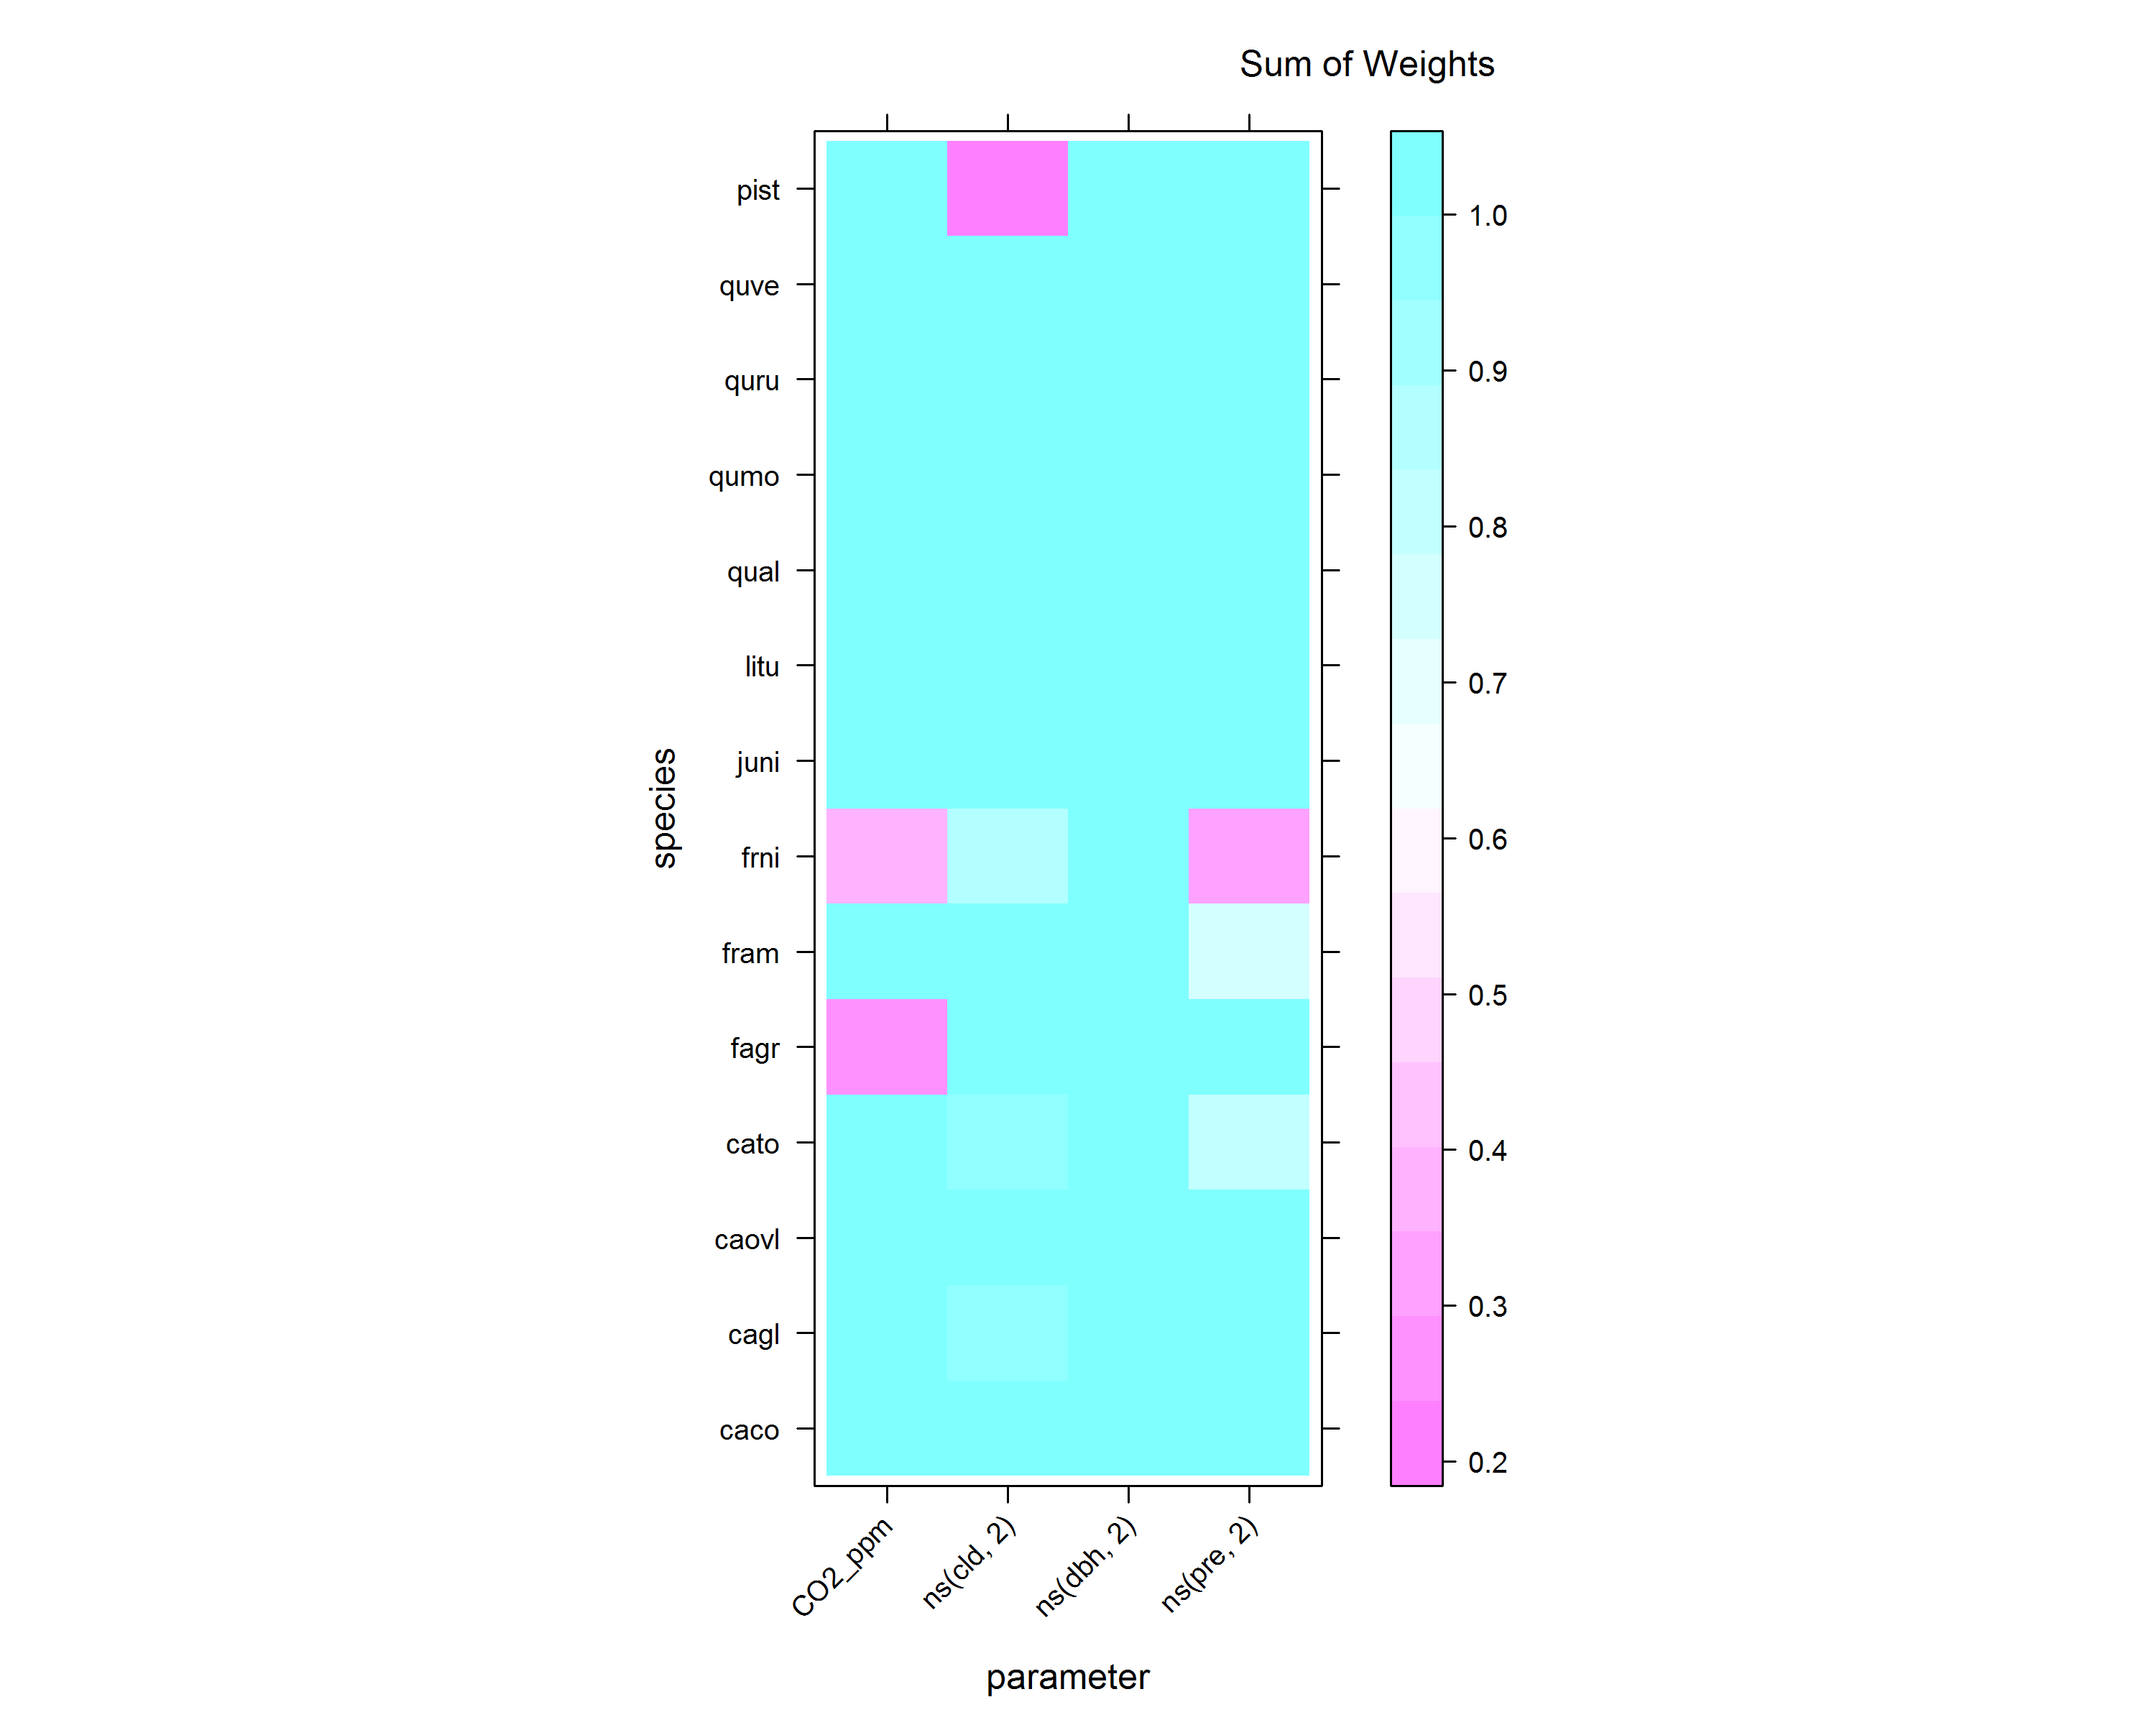 Sum of Weights
pist
quve
quru
qumo
qual
litu
juni
frni
fram
fagr
cato
caovl
cagl
caco
species
1.0
0.9
0.8
0.7
0.6
0.5
0.4
0.3
0.2
CO2_ppm
ns(cld, 2)
ns(dbh, 2)
ns(pre, 2)
parameter